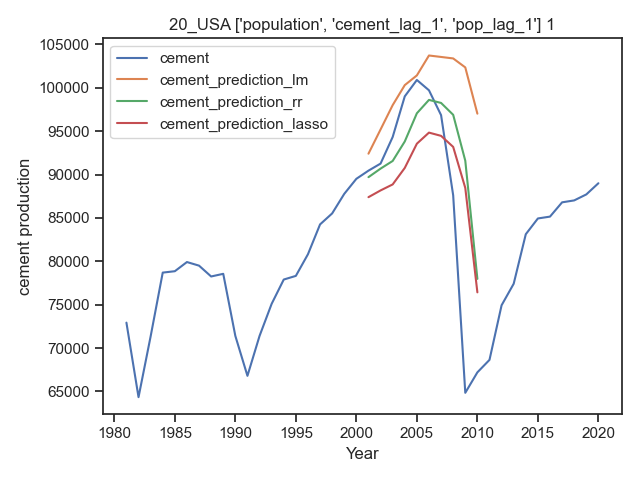 20_USA ['population', 'cement_lag_1', 'pop_lag_1'] 1
105000
100000
95000
90000
85000
80000
75000
70000
65000
cement production
cement
cement_prediction_lm
cement_prediction_rr
cement_prediction_lasso
1980 1985 1990 1995 2000 2005 2010 2015 2020
Year